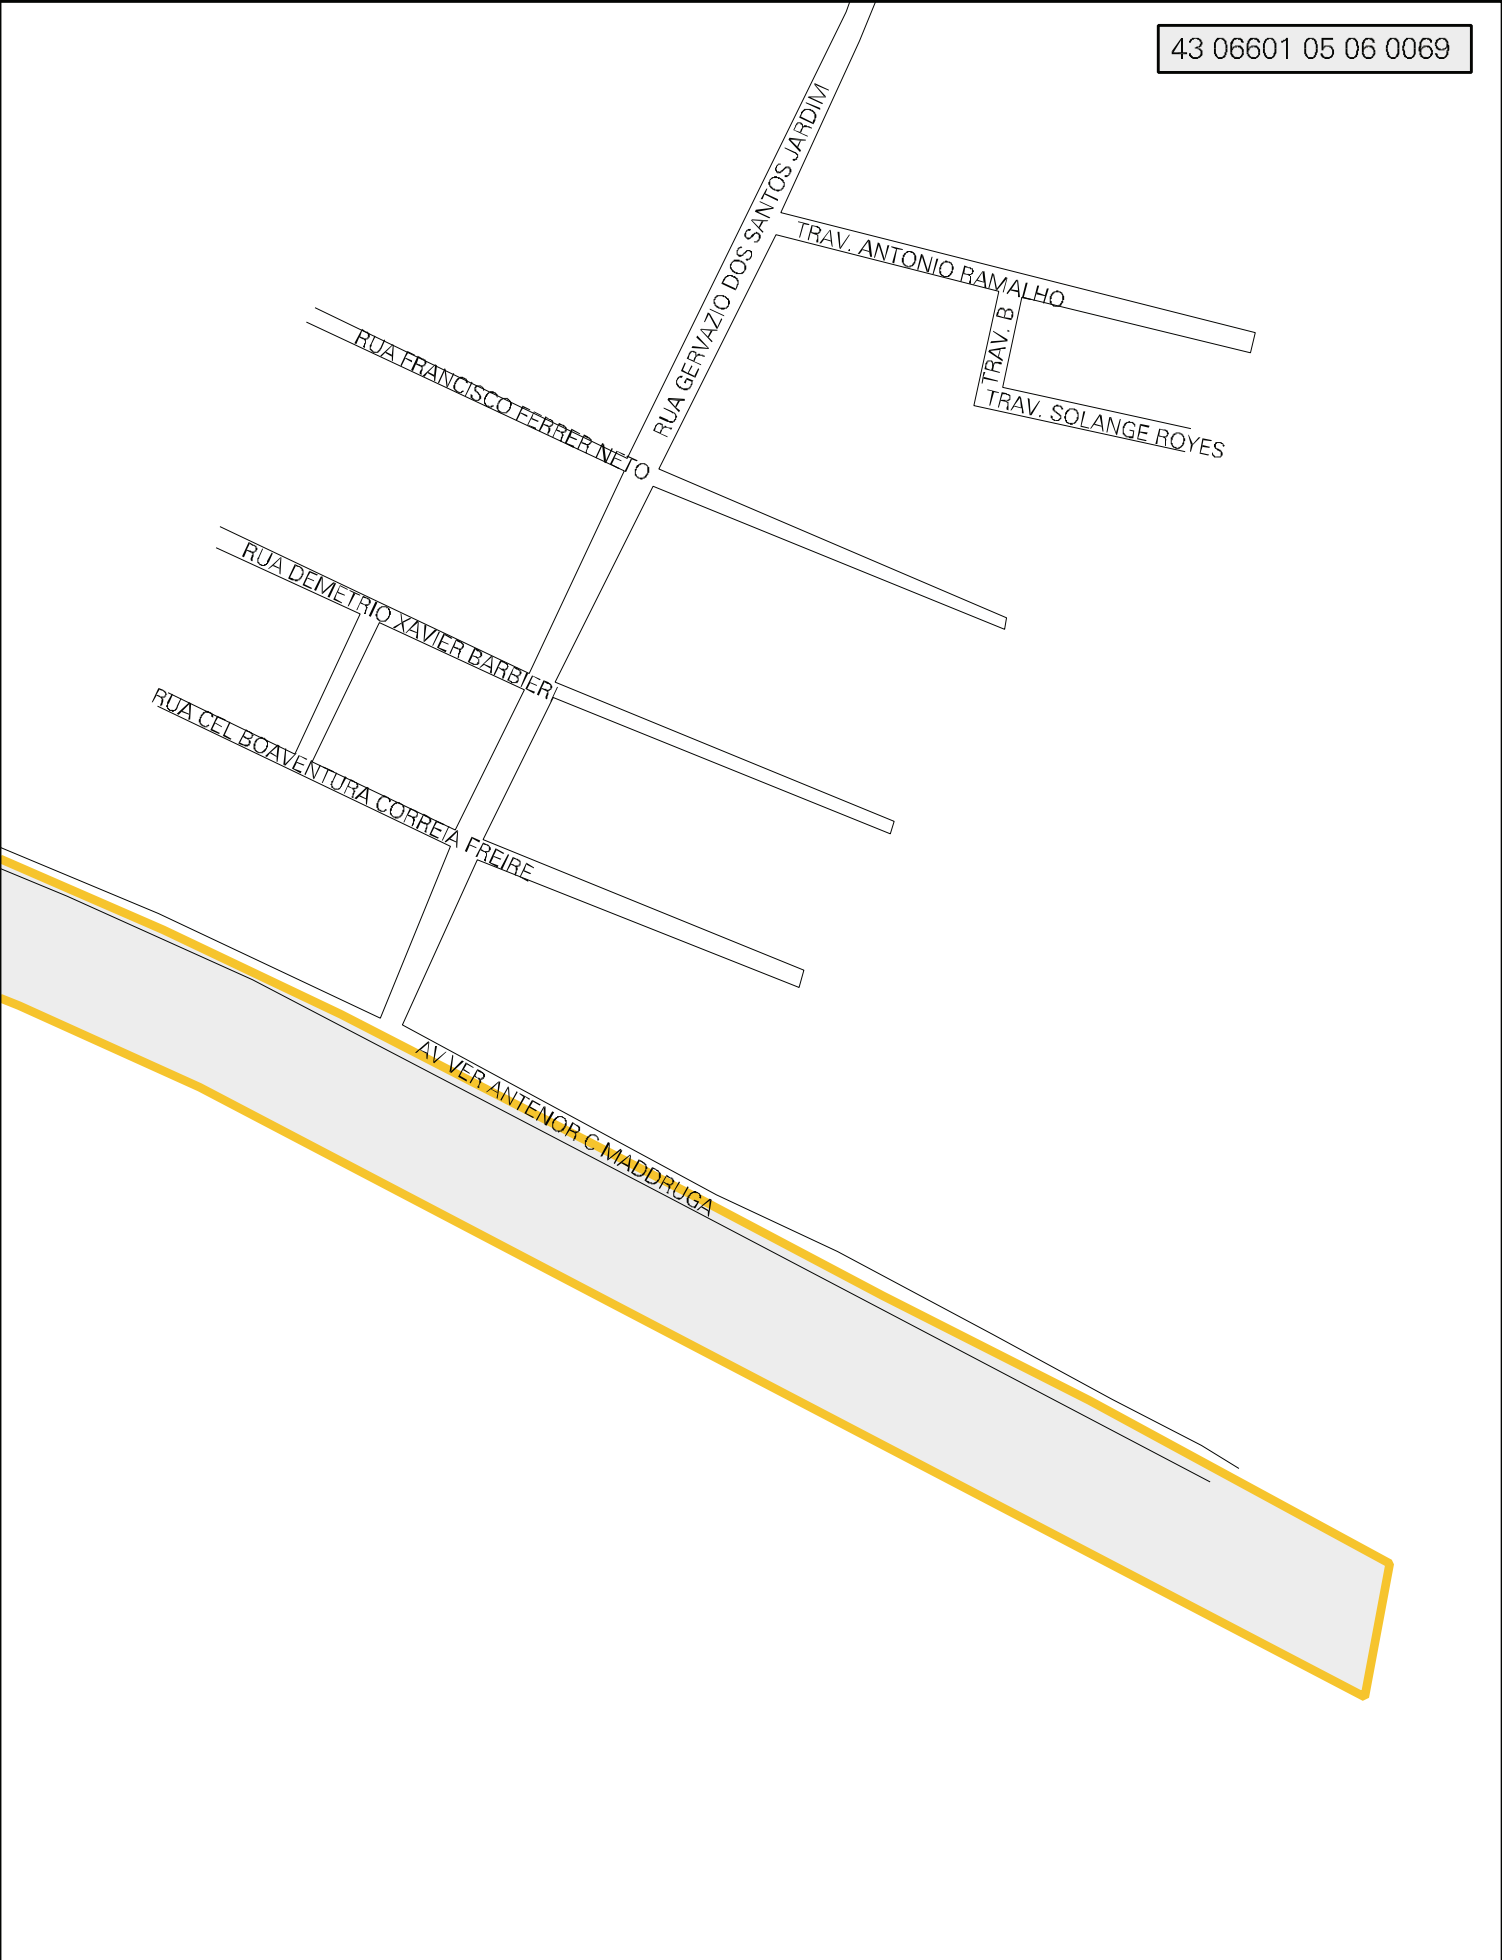 43 06601 05 06 0069
RUA GERVAZIO DOS SANTOS JARDIM
TRAV. ANTONIO RAMALHO
TRAV. B
TRAV. SOLANGE ROYES
RUA FRANCISCO FERRER NETO
RUA DEMETRIO XAVIER BARBIERI
RUA CEL BOAVENTURA CORREIA FREIRE
AV VER ANTENOR C MADDRUGA